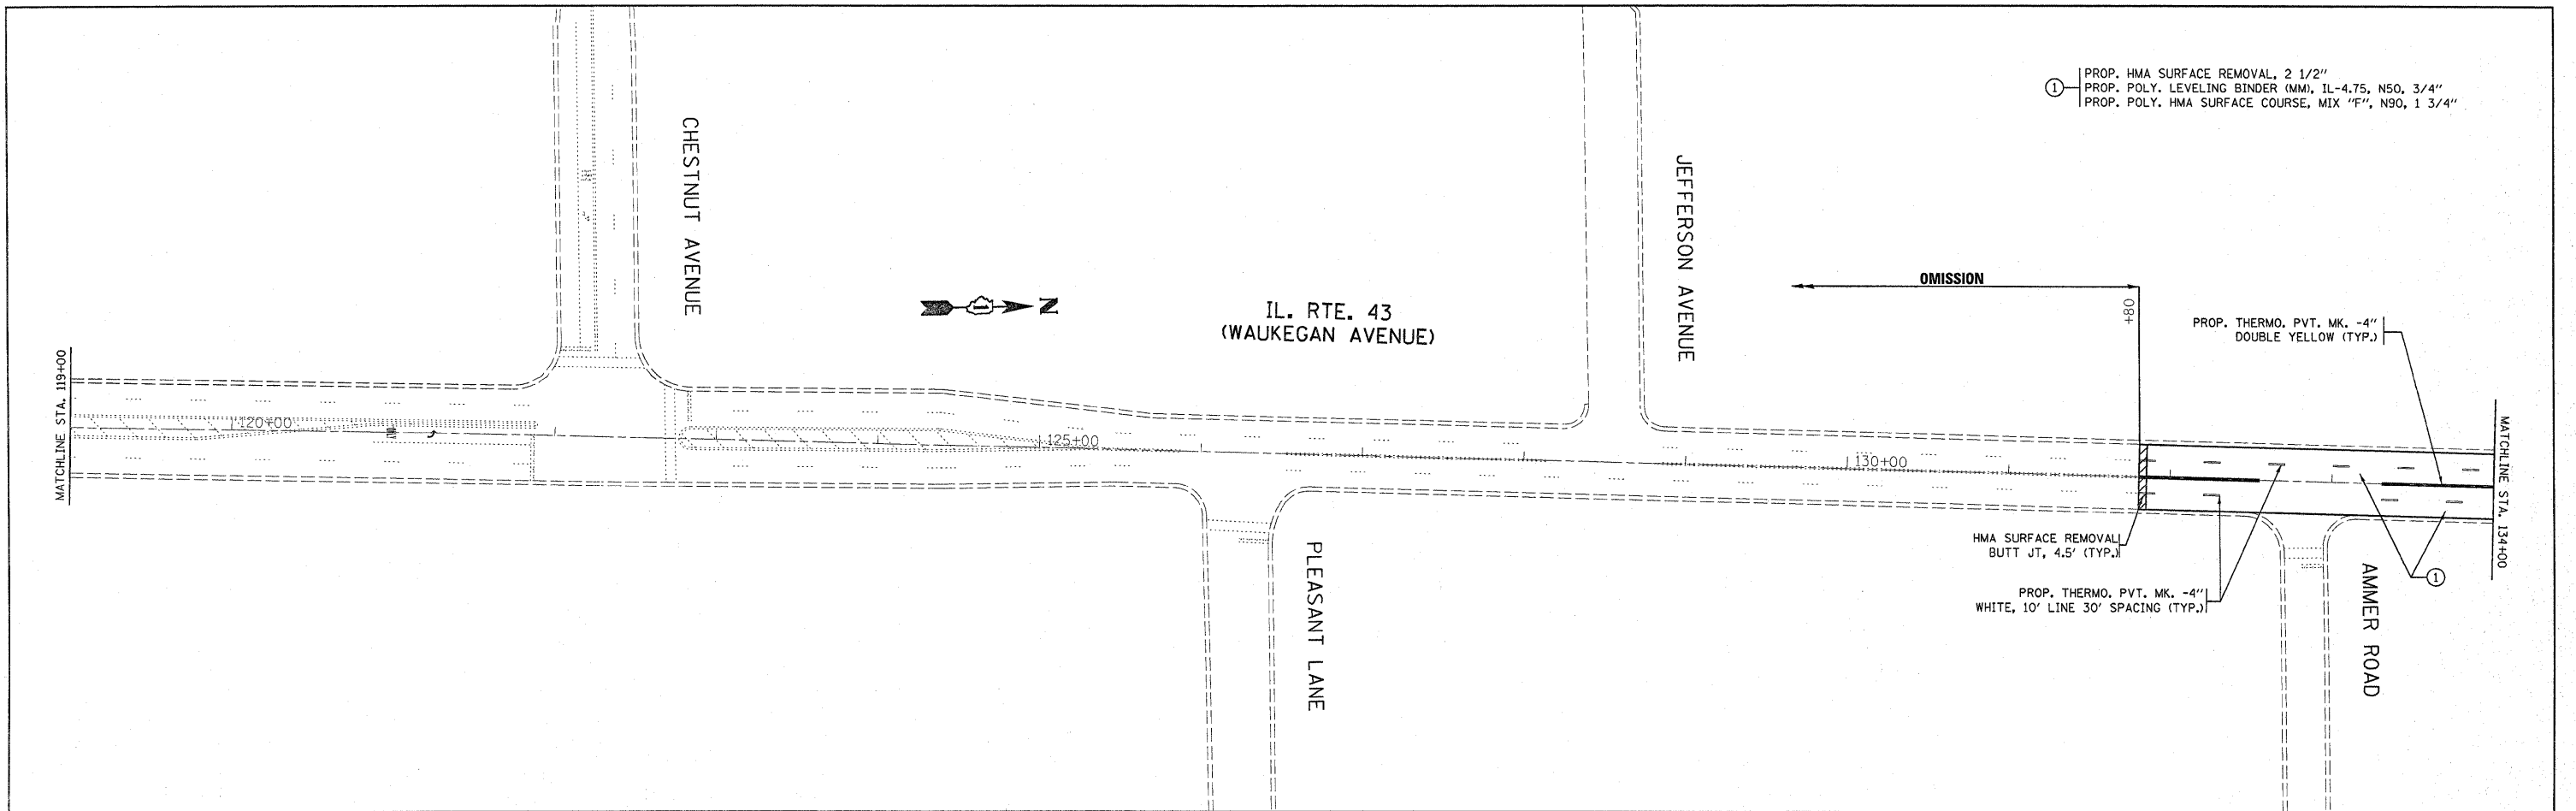 PROP. HMA SURFACE REMOVAL, 2 1/2"
① PROP. POLY. LEVELING BINDER (MM), IL-4.75, N50, 3/4"
PROP. POLY. HMA SURFACE COURSE, MIX "F", N90, 1 3/4"
CHESTNUT AVENUE
JEFFERSON AVENUE
N
IL. RTE. 43
(WAUKEGAN AVENUE)
OMISSION
+80
PROP. THERMO. PVT. MK. -4"
DOUBLE YELLOW (TYP.)
MATCHLINE STA. 119+00
120+00
ONLY
125+00
130+00
MATCHLINE STA. 134+00
HMA SURFACE REMOVAL
BUTT JT, 4.5' (TYP.)
PROP. THERMO. PVT. MK. -4"
WHITE, 10' LINE 30' SPACING (TYP.)
①
PLEASANT LANE
AMMER ROAD